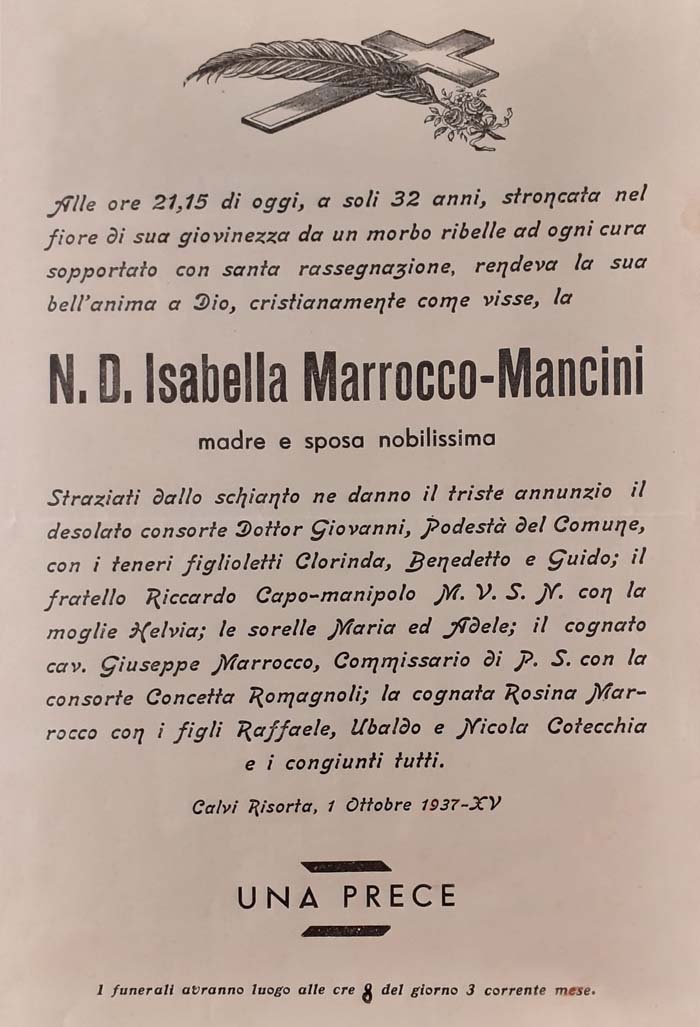 Alle ore 21,15 di oggi, a soli 32 anni, stroncata nel
fiore di sua giovinezza da un morbo ribelle ad ogni cura
sopportato con santa rassegnazione, rendeva la sua
bell'anima a Dio, cristianamente come visse, la
N. D. Isabella Marrocco-Mancini
madre e sposa nobilissima
Straziati dallo schianto ne danno il triste annunzio il
desolato consorte Dottor Giovanni, Podestà del Comune,
con i teneri figlioletti Clorinda, Benedetto e Guido; il
fratello Riccardo Capo-manipolo M. V. S. N. con la
moglie Helvia; le sorelle Maria ed Adele; il cognato
cav. Giuseppe Marrocco, Commissario di P. S. con la
consorte Concetta Romagnoli; la cognata Rosina Mar-
rocco con i figli Raffaele, Ubaldo e Nicola Cotecchia
e i congiunti tutti.
Calvi Risorta, 1 Ottobre 1937-XV
UNA PRECE
I funerali avranno luogo alle cre 8 del giorno 3 corrente mese.